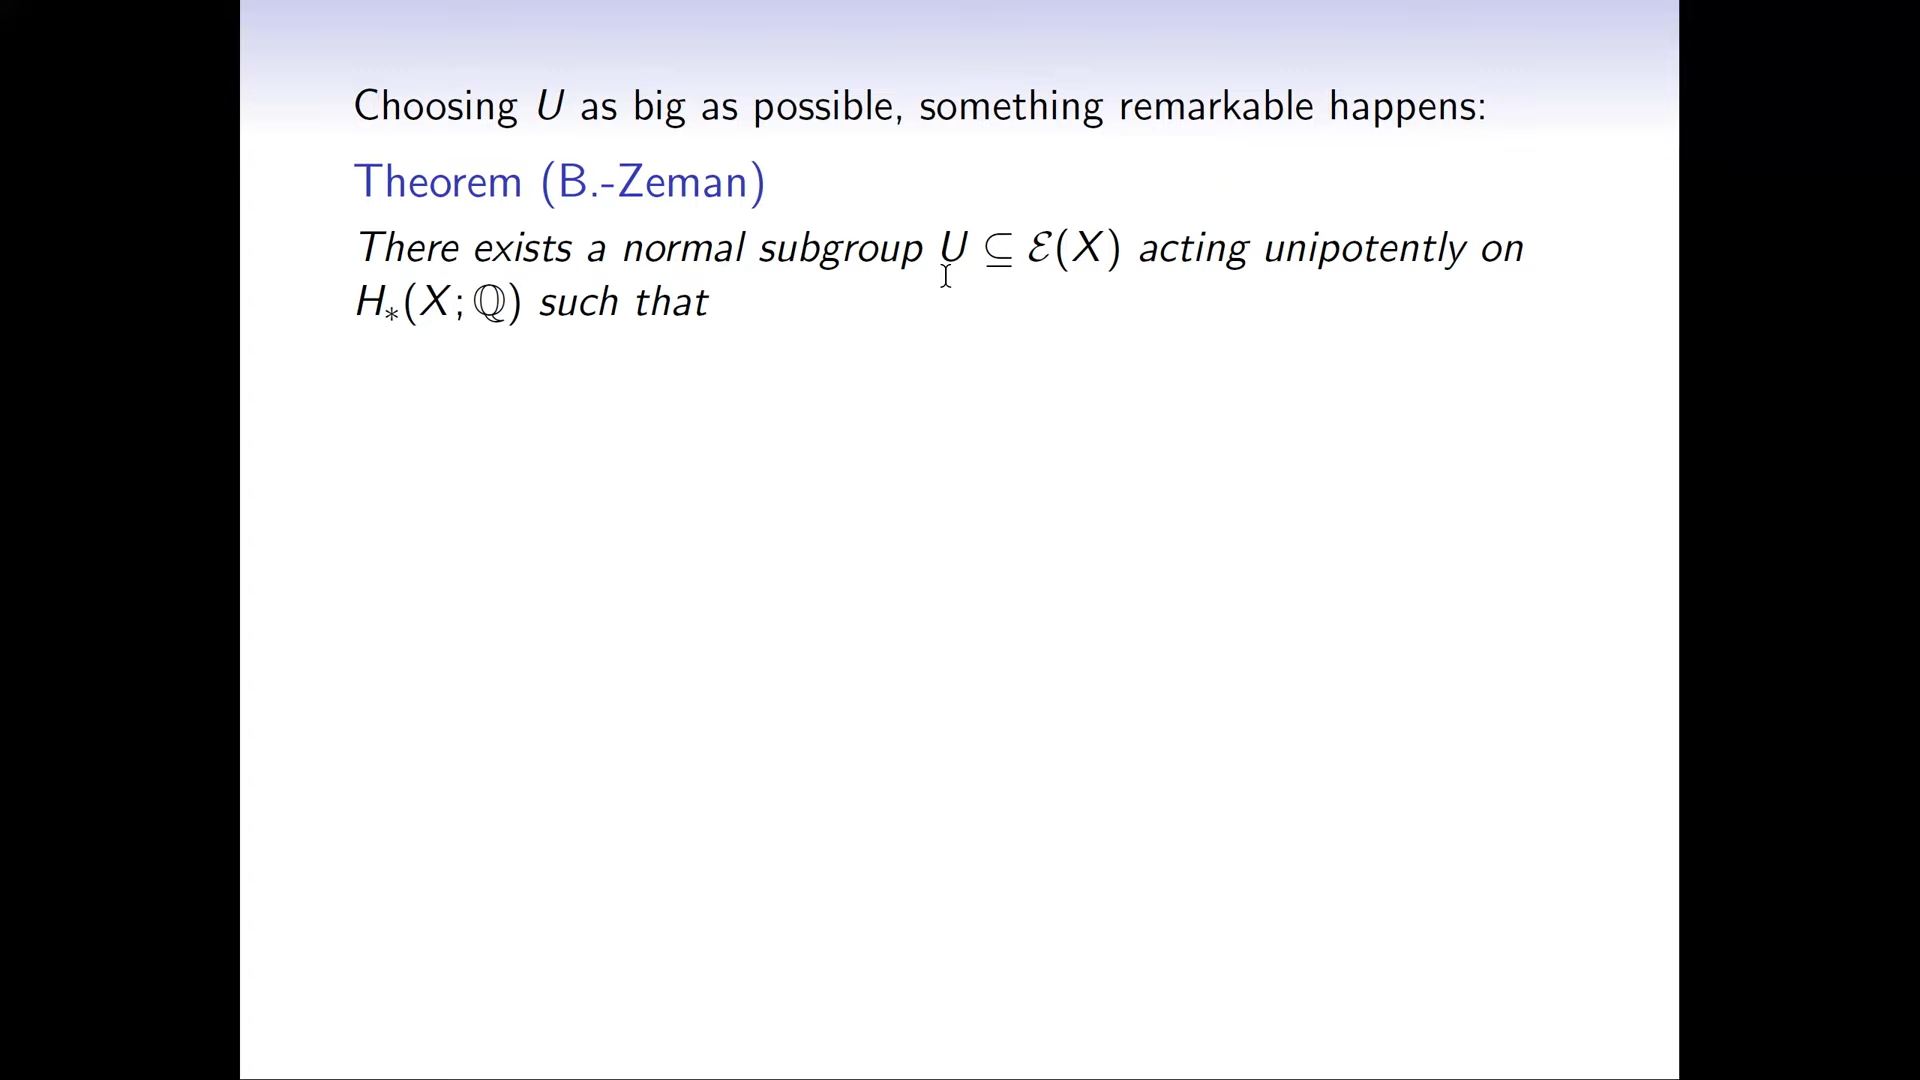 Choosing U as big as possible, something remarkable happens:
Theorem (B.-Zeman)
There exists a normal subgroup U ⊆ ℰ(X) acting unipotently on
H∗(X; ℚ) such that